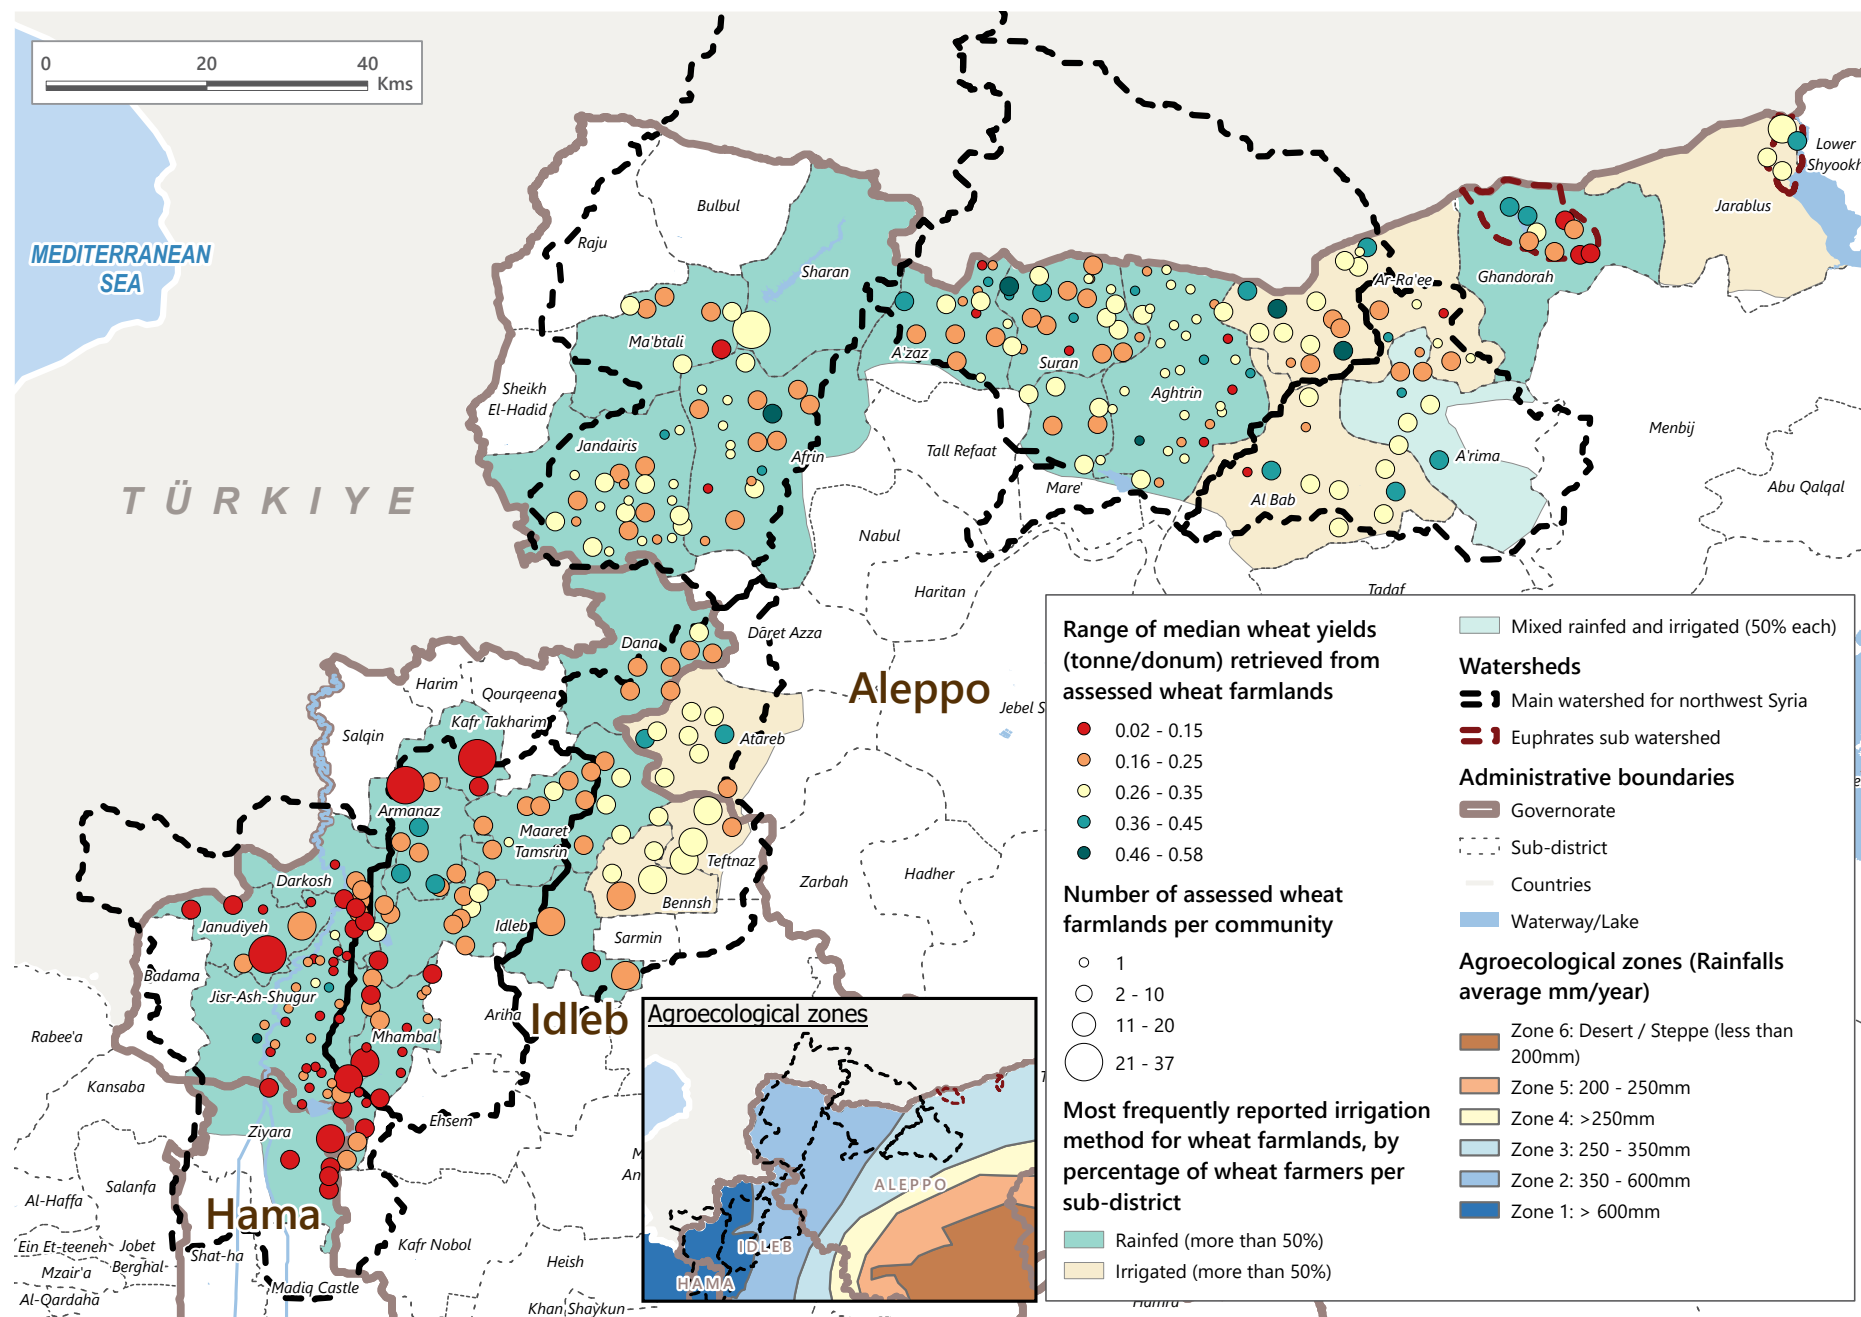 0 20 40
Kms
MEDITERRANEAN
SEA
TÜRKIYE
Bulbul
Raju
Sharan
Ma'btali
Sheikh
El-Hadid
Jandairis
Afrin
A'zaz
Suran
Aghtrin
Tall Refaat
Mare'
Nabul
Haritan
Ar-Ra'ee
Al Bab
A'rima
Ghandorah
Jarablus
Lower
Shyookh
Menbij
Abu Qalqal
Tadaf
Dana
Daret Azza
Aleppo
Jebel S
Harim
Qourqeena
Kafr Takharim
Salqin
Atareb
Armanaz
Maaret
Tamsrin
Teftnaz
Bennsh
Zarbah
Hadher
Darkosh
Janudiyeh
Idleb
Sarmin
Badama
Jisr-Ash-Shugur
Ariha
Idleb
Mhambal
Rabee'a
Kansaba
Ehsem
Ziyara
Al-Haffa
Salanfa
Hama
Ein Et-teeneh
Jobet
Berghal
Mzair'a
Al-Qardaha
Shat-ha
Kafr Nobol
Heish
Madiq Castle
Khan Shaykun
Hamra
M
An
T
e
Agroecological zones
ALEPPO
IDLEB
HAMA
Range of median wheat yields
(tonne/donum) retrieved from
assessed wheat farmlands
0.02 - 0.15
0.16 - 0.25
0.26 - 0.35
0.36 - 0.45
0.46 - 0.58
Number of assessed wheat
farmlands per community
1
2 - 10
11 - 20
21 - 37
Most frequently reported irrigation
method for wheat farmlands, by
percentage of wheat farmers per
sub-district
Rainfed (more than 50%)
Irrigated (more than 50%)
Mixed rainfed and irrigated (50% each)
Watersheds
Main watershed for northwest Syria
Euphrates sub watershed
Administrative boundaries
Governorate
Sub-district
Countries
Waterway/Lake
Agroecological zones (Rainfalls
average mm/year)
Zone 6: Desert / Steppe (less than
200mm)
Zone 5: 200 - 250mm
Zone 4: >250mm
Zone 3: 250 - 350mm
Zone 2: 350 - 600mm
Zone 1: > 600mm